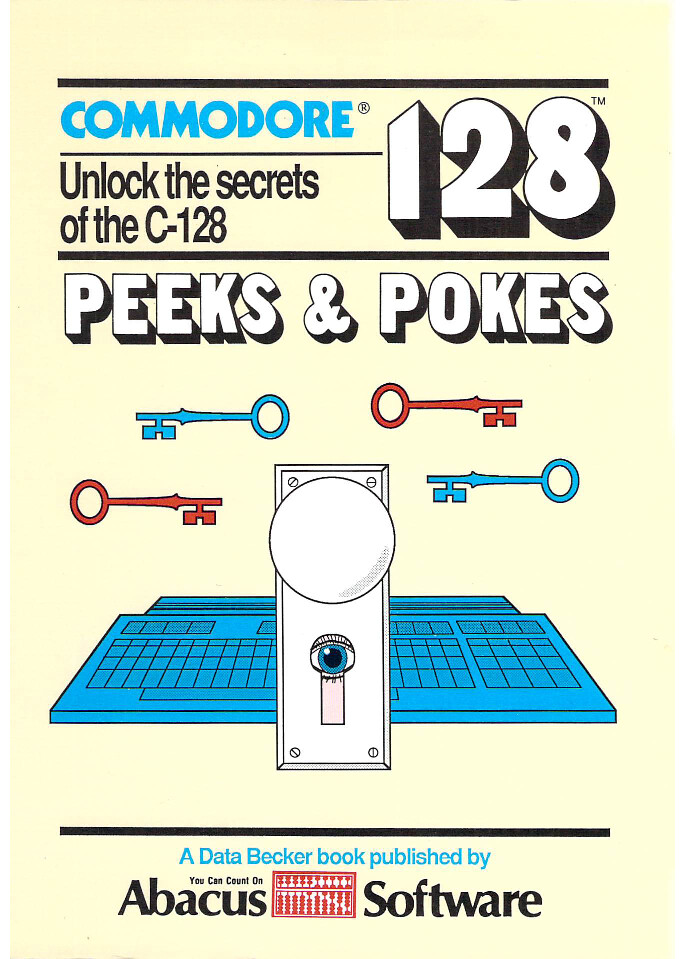 COMMODORE®
128™
Unlock the secrets
of the C-128
PEEKS & POKES
A Data Becker book published by
You Can Count On
Abacus Software